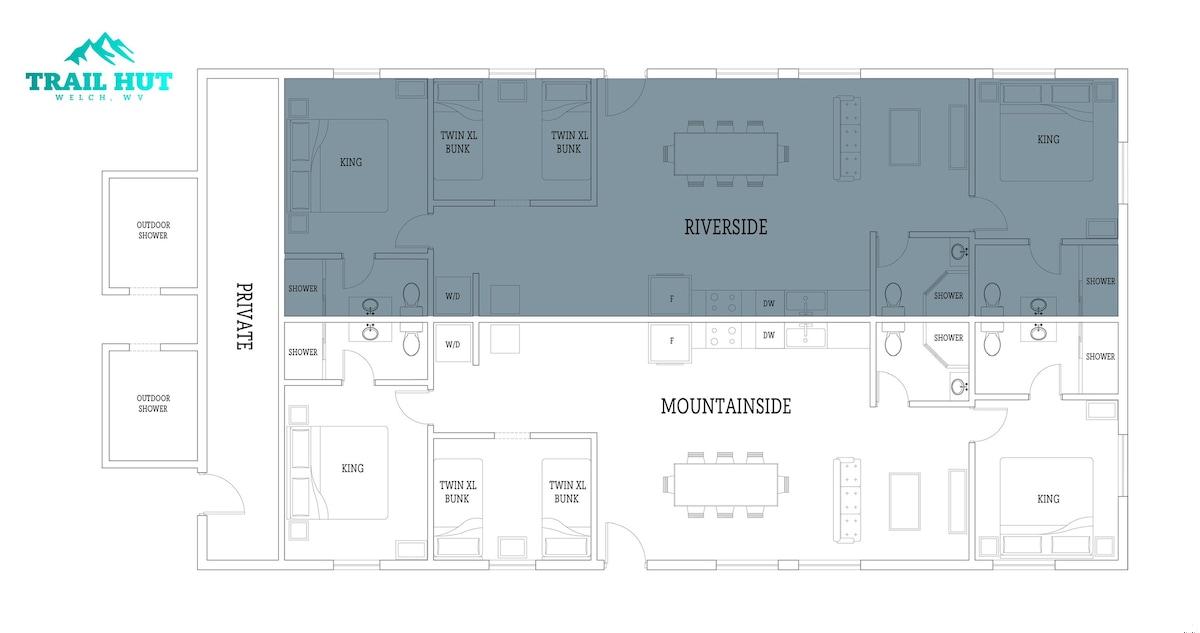 TRAIL HUT
WELCH, WV
KING
TWIN XL
BUNK
TWIN XL
BUNK
KING
RIVERSIDE
OUTDOOR
SHOWER
PRIVATE
SHOWER
W/D
F
DW
SHOWER
SHOWER
SHOWER
W/D
F
DW
SHOWER
SHOWER
OUTDOOR
SHOWER
MOUNTAINSIDE
KING
TWIN XL
BUNK
TWIN XL
BUNK
KING